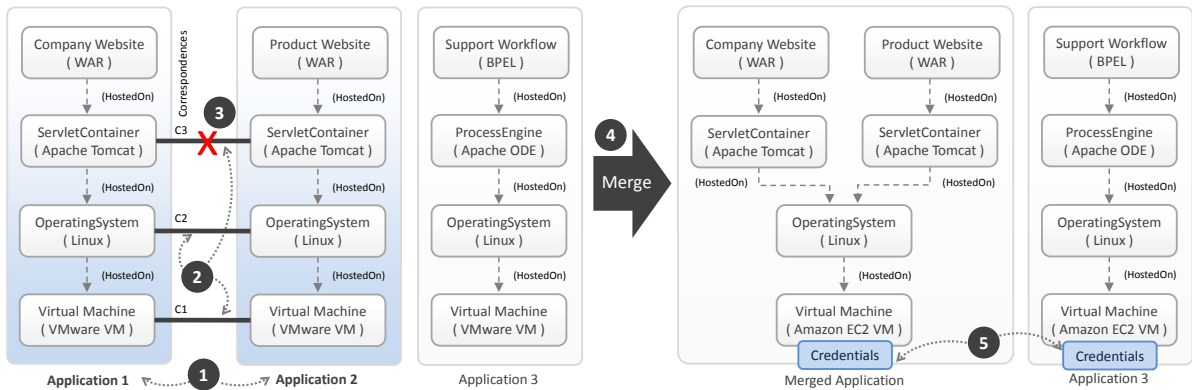 Company Website
( WAR )
(HostedOn)
ServletContainer
( Apache Tomcat )
(HostedOn)
OperatingSystem
( Linux )
(HostedOn)
Virtual Machine
( VMware VM )
Application 1
Correspondences
C3
3
X
C2
2
C1
1
Product Website
( WAR )
(HostedOn)
ServletContainer
( Apache Tomcat )
(HostedOn)
OperatingSystem
( Linux )
(HostedOn)
Virtual Machine
( VMware VM )
Application 2
Support Workflow
( BPEL )
(HostedOn)
ProcessEngine
( Apache ODE )
(HostedOn)
OperatingSystem
( Linux )
(HostedOn)
Virtual Machine
( VMware VM )
Application 3
4
Merge
Company Website
( WAR )
(HostedOn)
ServletContainer
( Apache Tomcat )
(HostedOn)
Product Website
( WAR )
(HostedOn)
ServletContainer
( Apache Tomcat )
(HostedOn)
OperatingSystem
( Linux )
(HostedOn)
Virtual Machine
( Amazon EC2 VM )
Credentials
Merged Application
5
Support Workflow
( BPEL )
(HostedOn)
ProcessEngine
( Apache ODE )
(HostedOn)
OperatingSystem
( Linux )
(HostedOn)
Virtual Machine
( Amazon EC2 VM )
Credentials
Application 3